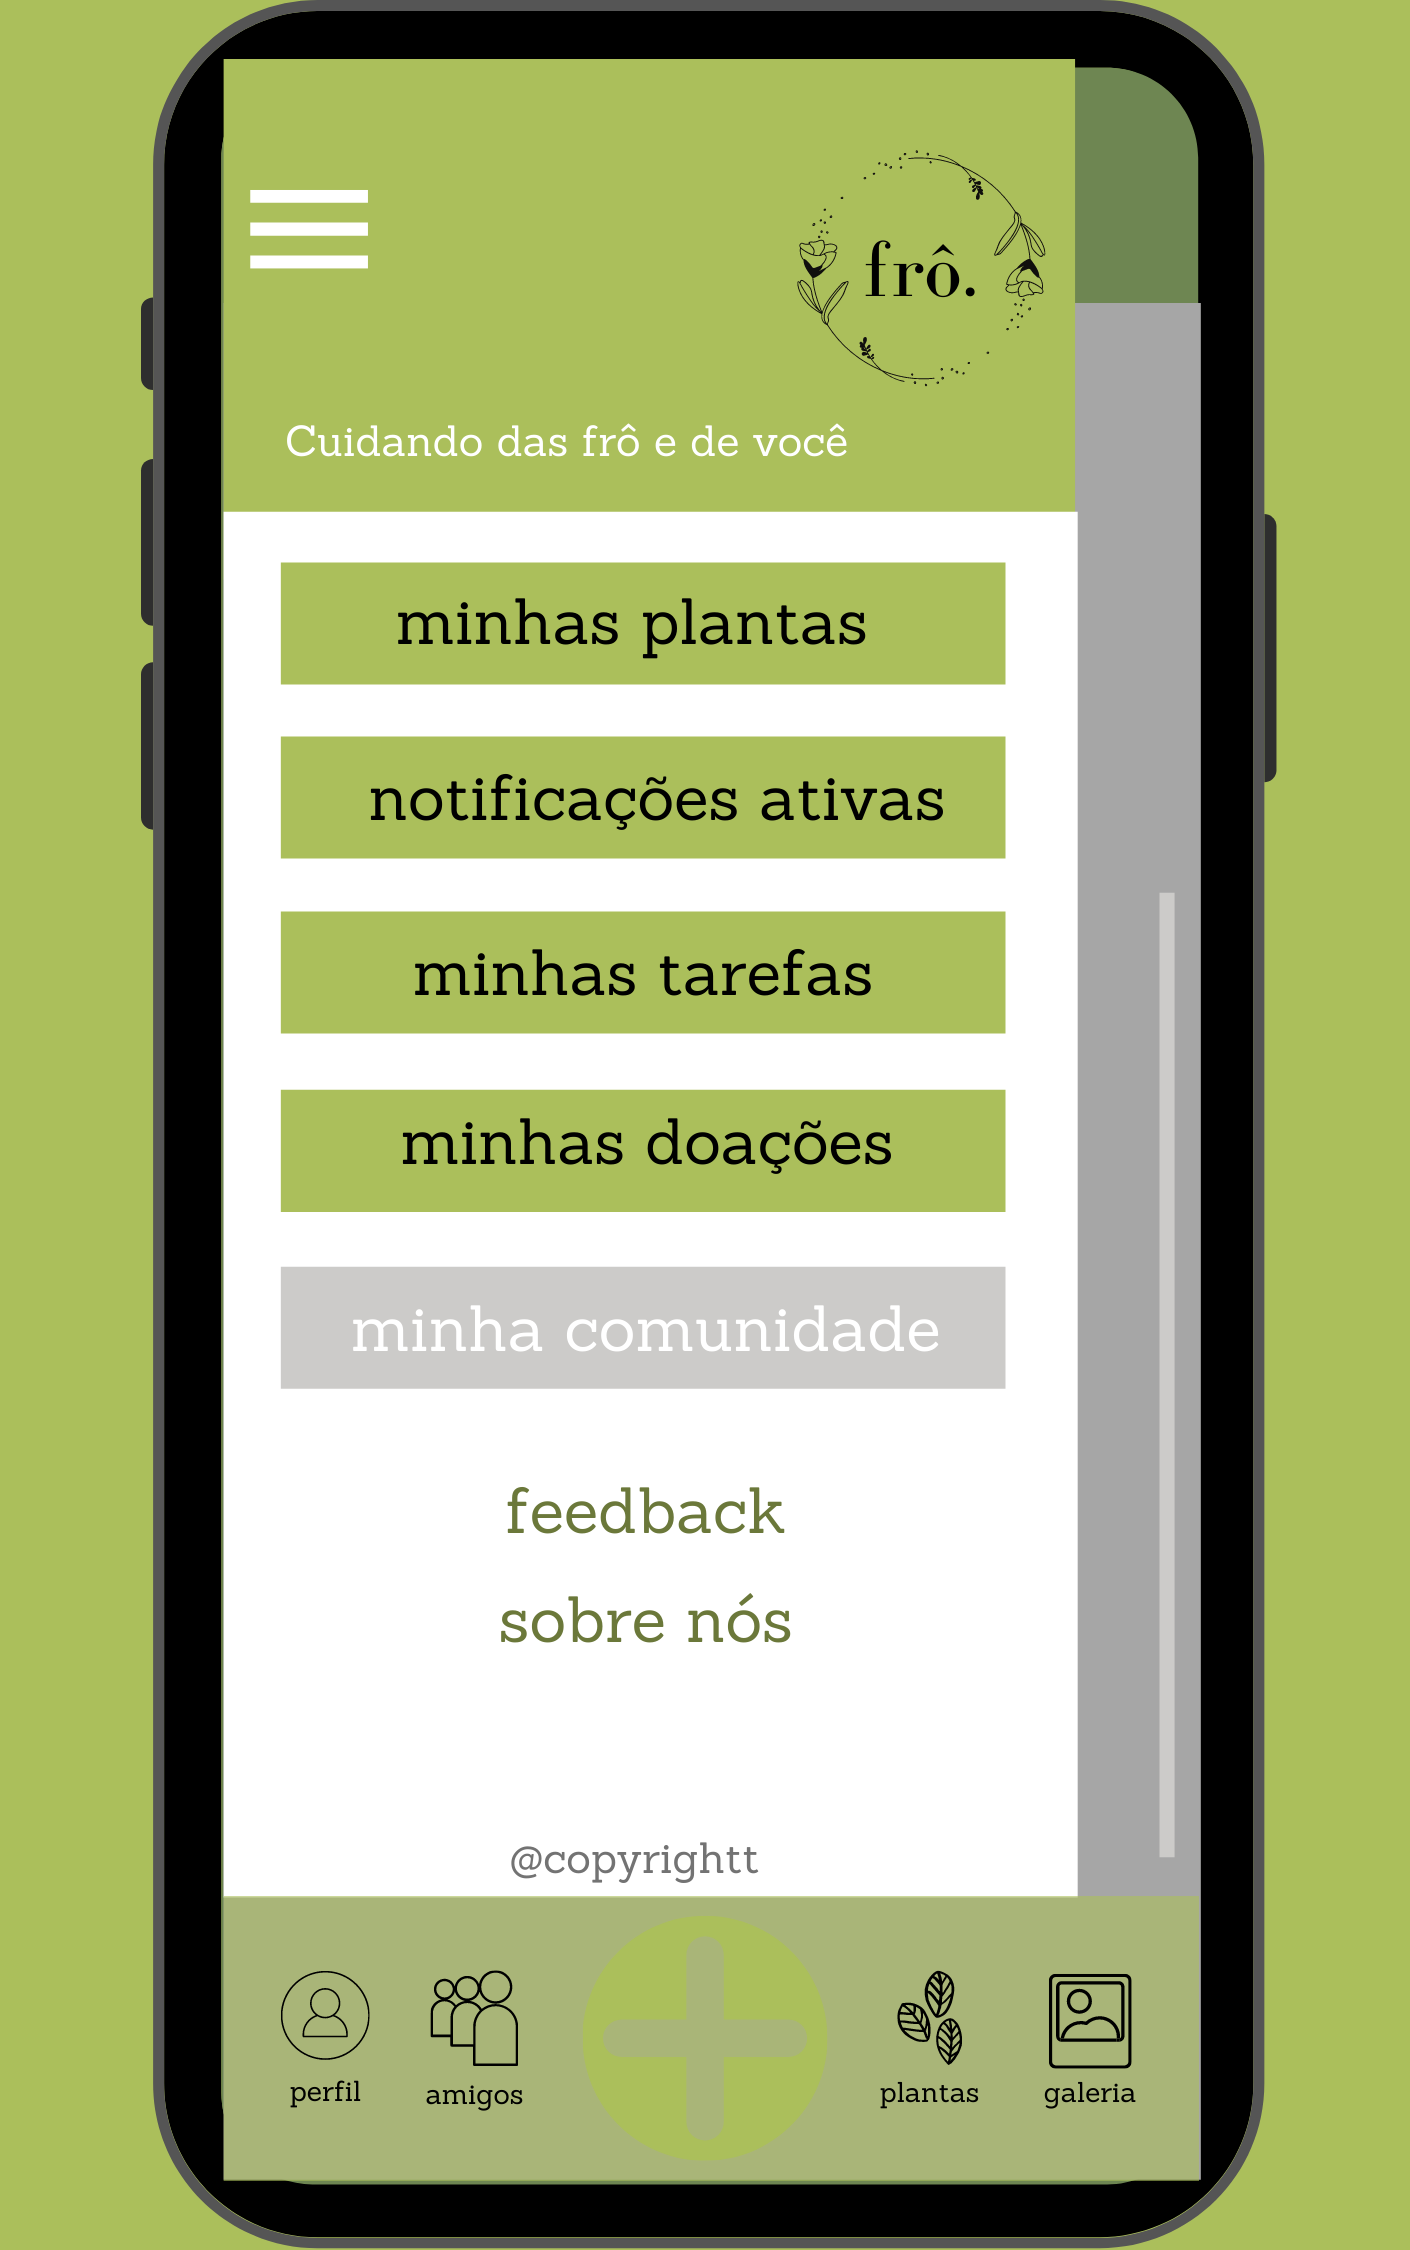 frô.
Cuidando das frô e de você
minhas plantas
notificações ativas
minhas tarefas
minhas doações
minha comunidade
feedback
sobre nós
@copyrightt
perfil
amigos
plantas
galeria